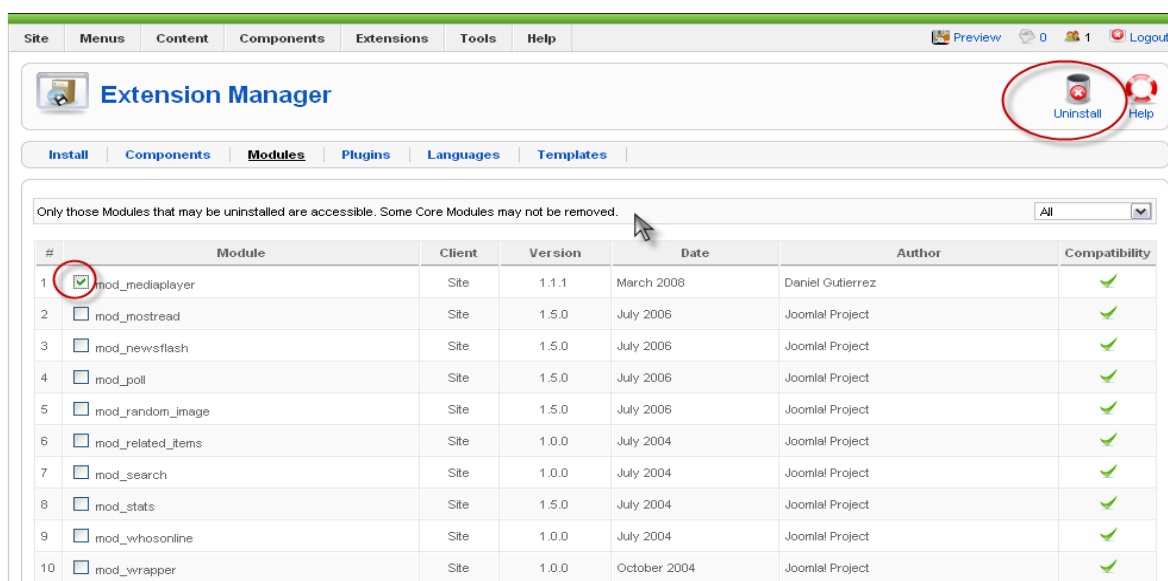 Site Menus Content Components Extensions Tools Help Preview 0 1 Logout
Extension Manager
Uninstall Help
Install Components Modules Plugins Languages Templates
Only those Modules that may be uninstalled are accessible. Some Core Modules may not be removed. All
# Module Client Version Date Author Compatibility
1 mod_mediaplayer Site 1.1.1 March 2008 Daniel Gutierrez
2 mod_mostread Site 1.5.0 July 2006 Joomla! Project
3 mod_newsflash Site 1.5.0 July 2006 Joomla! Project
4 mod_poll Site 1.5.0 July 2006 Joomla! Project
5 mod_random_image Site 1.5.0 July 2006 Joomla! Project
6 mod_related_items Site 1.0.0 July 2004 Joomla! Project
7 mod_search Site 1.0.0 July 2004 Joomla! Project
8 mod_stats Site 1.5.0 July 2004 Joomla! Project
9 mod_whosonline Site 1.0.0 July 2004 Joomla! Project
10 mod_wrapper Site 1.0.0 October 2004 Joomla! Project